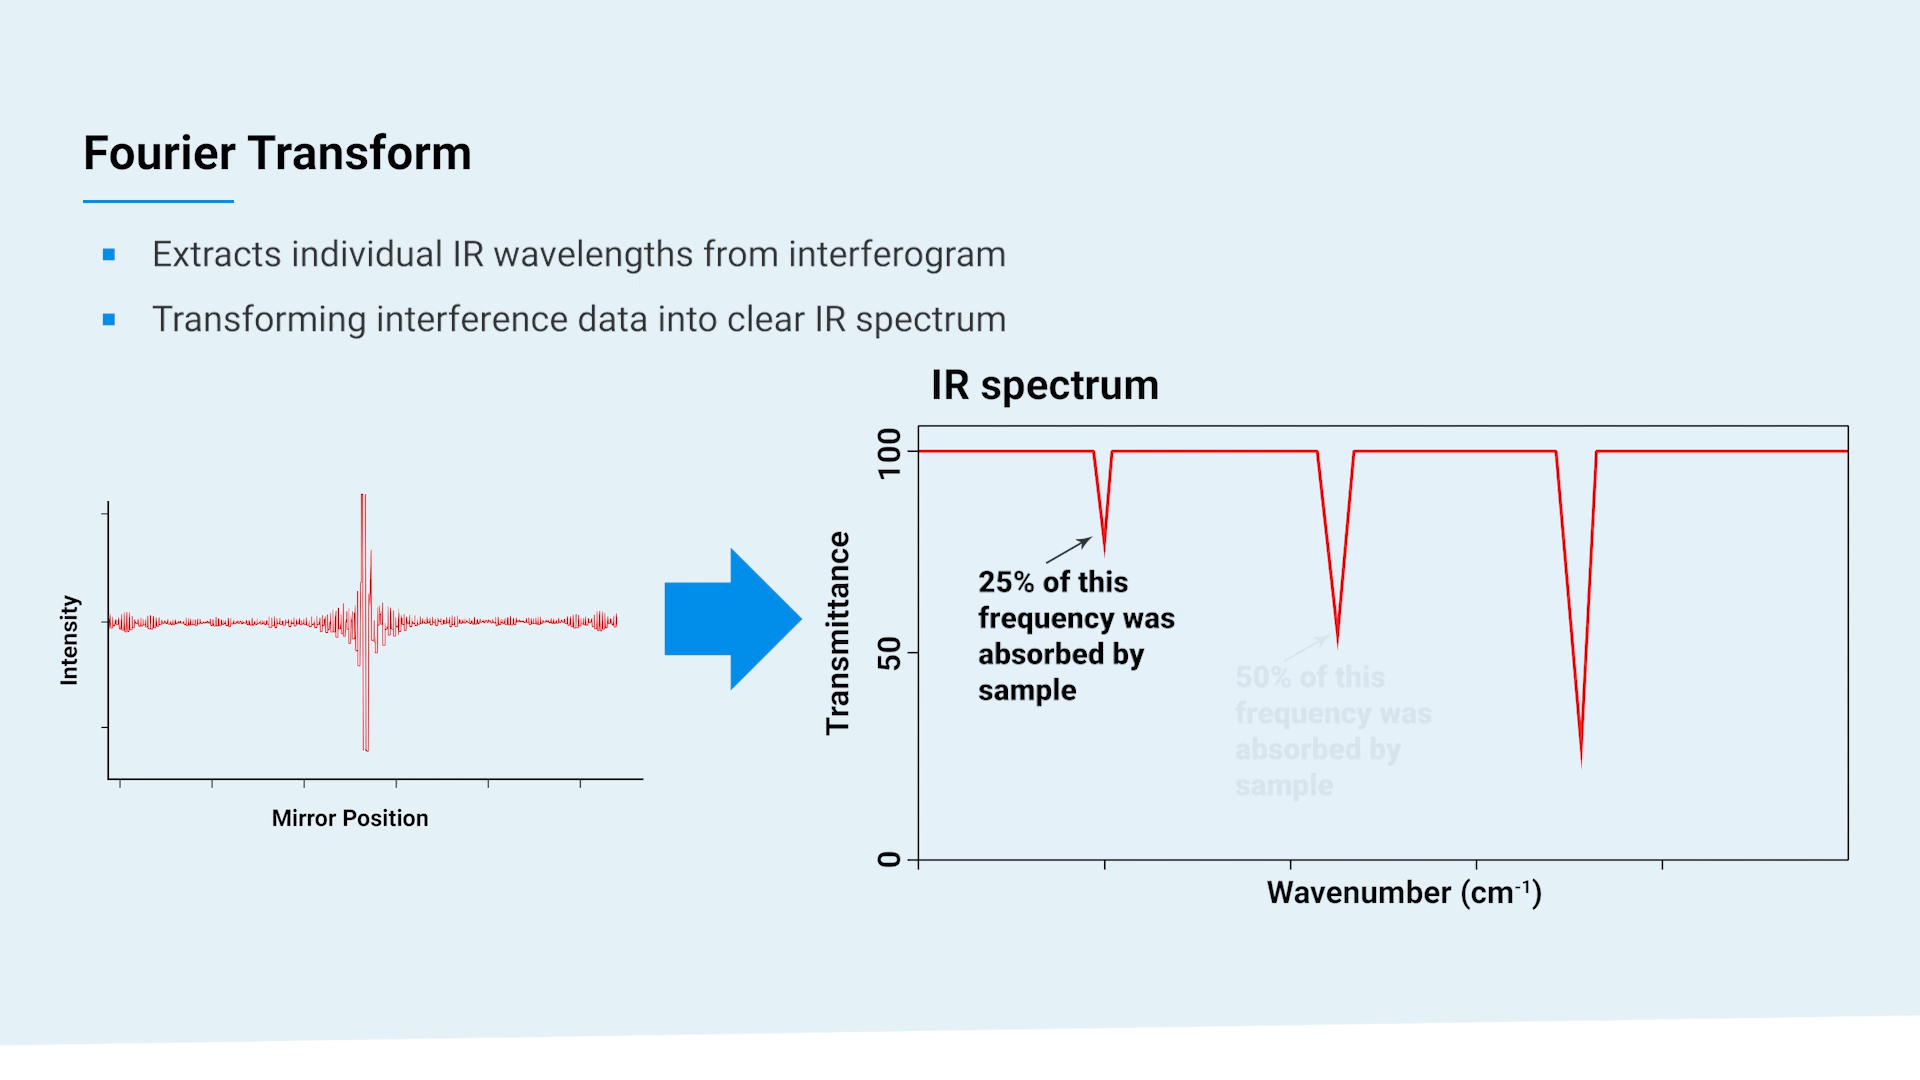 Fourier Transform
Extracts individual IR wavelengths from interferogram
Transforming interference data into clear IR spectrum
Intensity
Mirror Position
IR spectrum
Transmittance
100
50
0
25% of this
frequency was
absorbed by
sample
50% of this
frequency was
absorbed by
sample
Wavenumber (cm⁻¹)